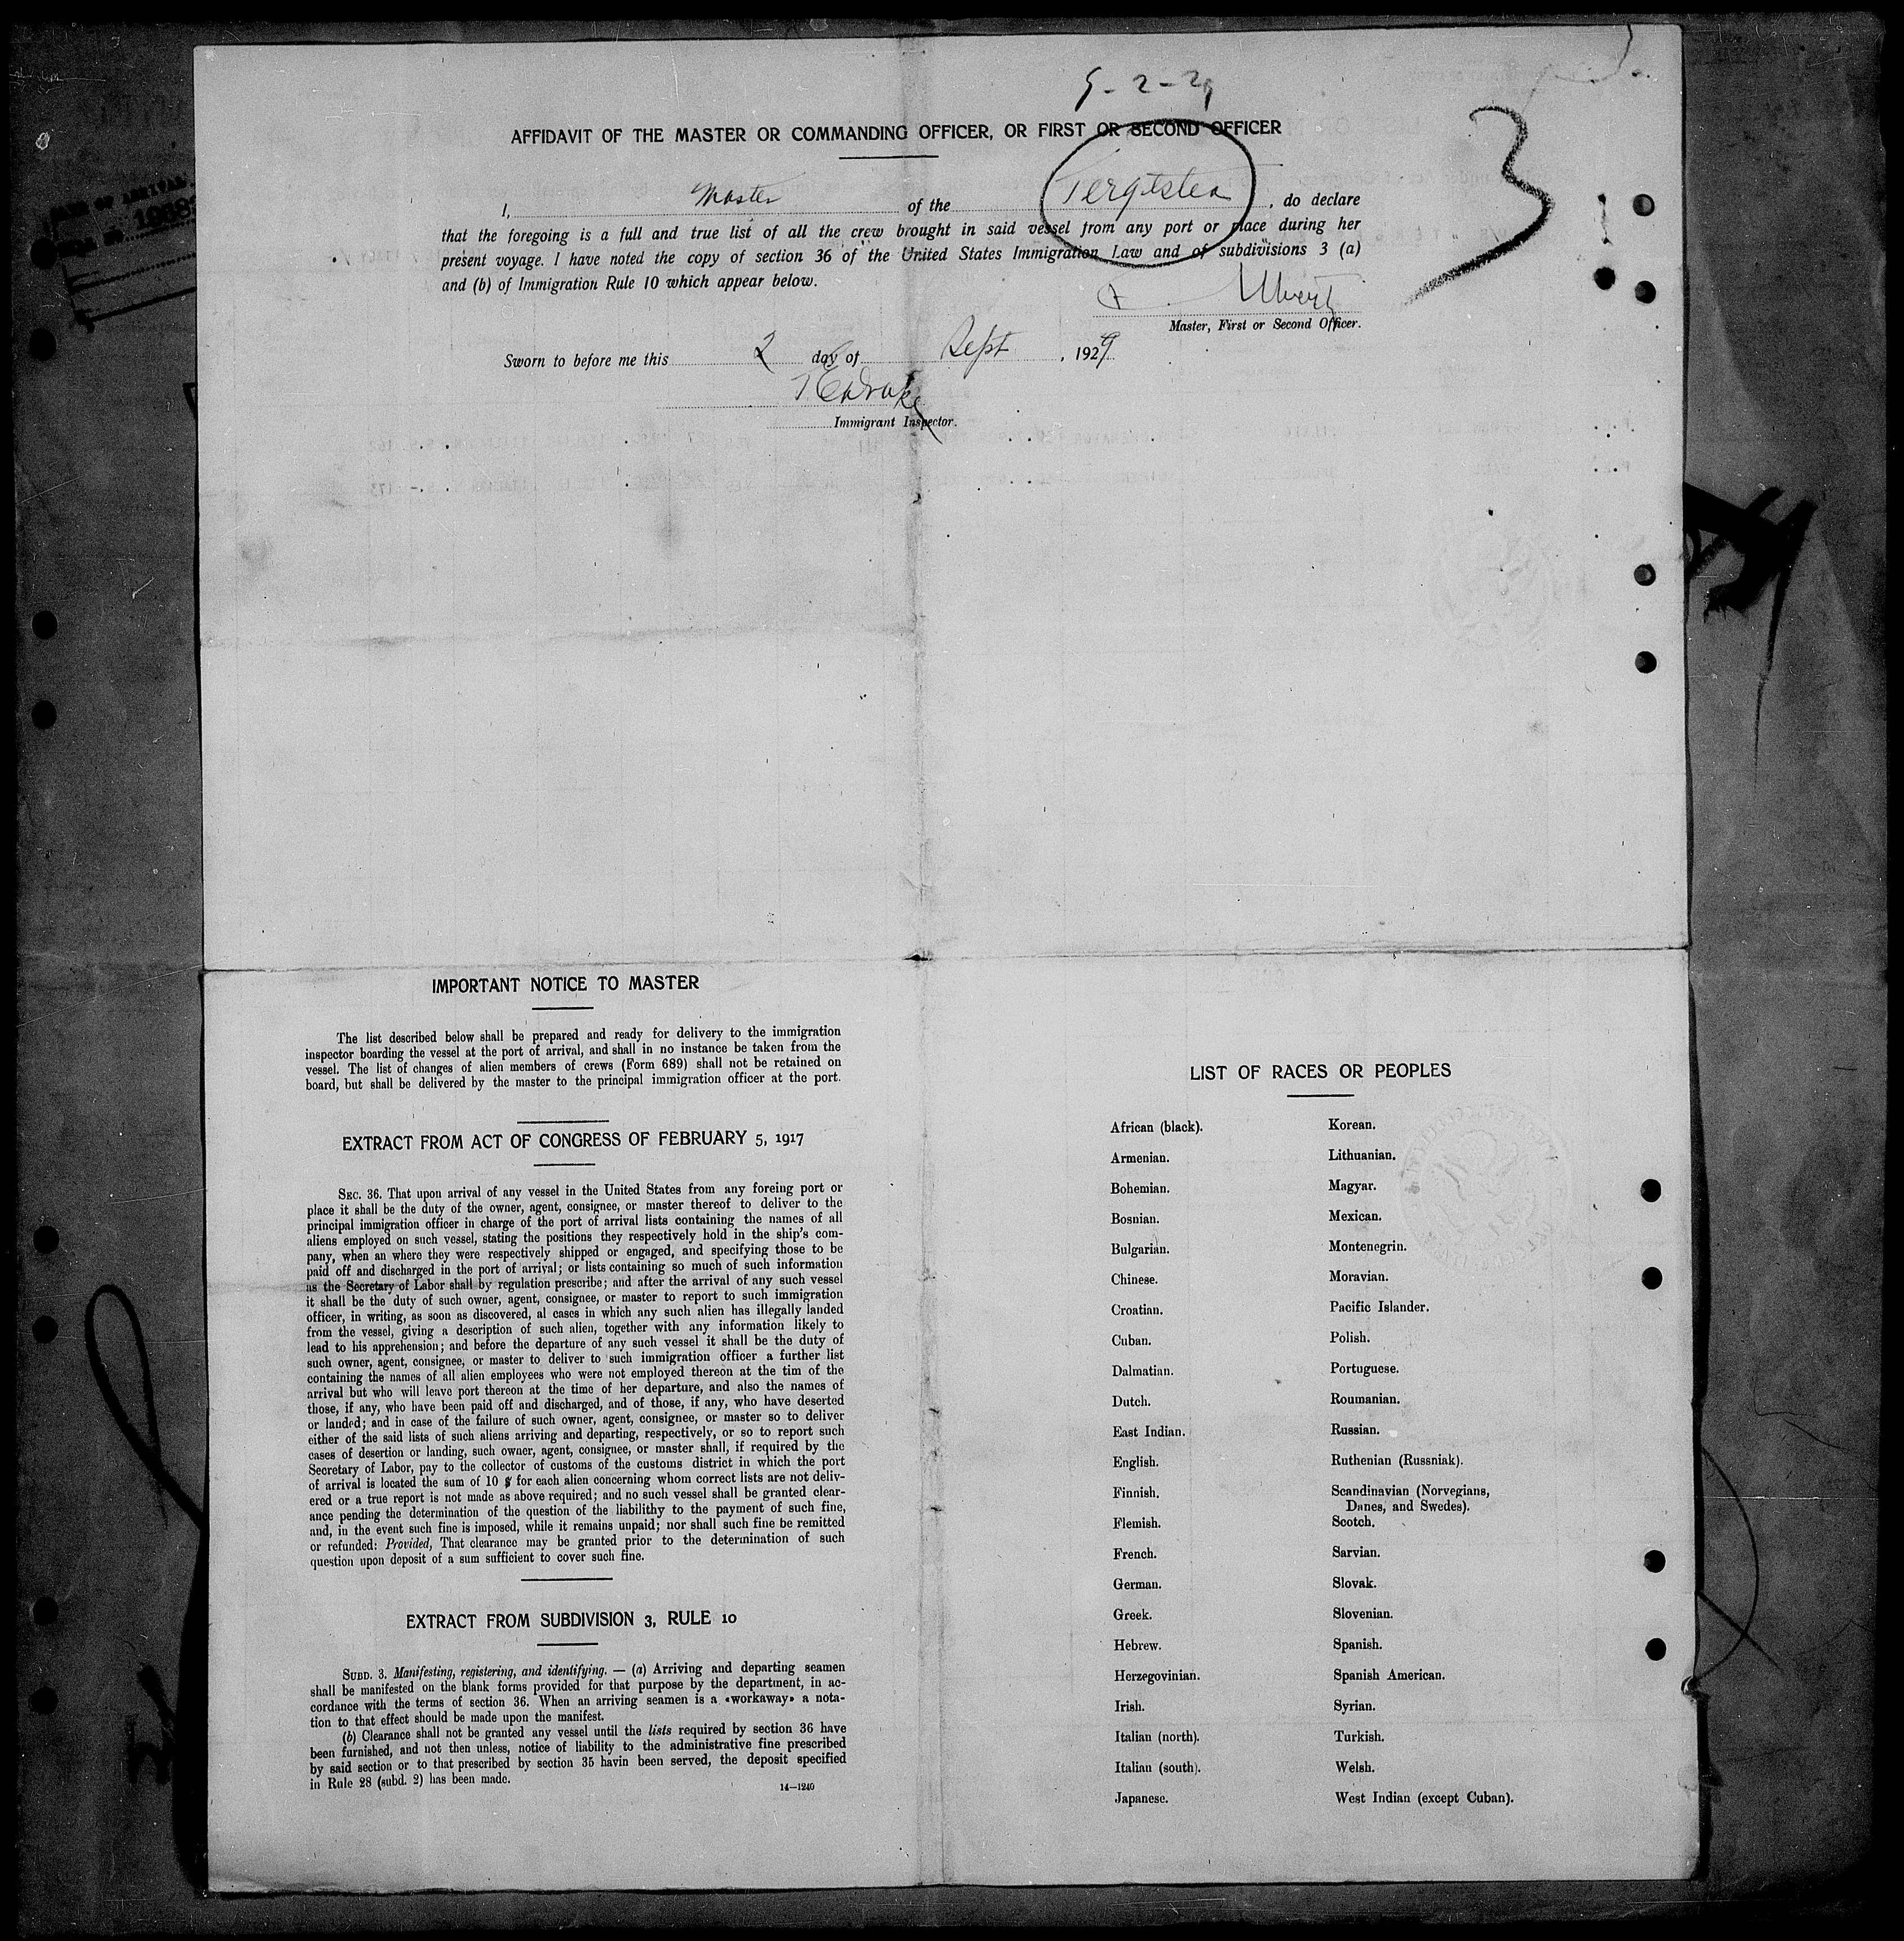 9-2-29
3
AFFIDAVIT OF THE MASTER OR COMMANDING OFFICER, OR FIRST OR SECOND OFFICER
I, Master of the Tergestea, do declare
that the foregoing is a full and true list of all the crew brought in said vessel from any port or place during her
present voyage. I have noted the copy of section 36 of the United States Immigration Law and of subdivisions 3 (a)
and (b) of Immigration Rule 10 which appear below.
Master, First or Second Officer.
Sworn to before me this 2 day of Sept, 1929
Immigrant Inspector.
IMPORTANT NOTICE TO MASTER
The list described below shall be prepared and ready for delivery to the immigration
inspector boarding the vessel at the port of arrival, and shall in no instance be taken from the
vessel. The list of changes of alien members of crews (Form 689) shall not be retained on
board, but shall be delivered by the master to the principal immigration officer at the port.
EXTRACT FROM ACT OF CONGRESS OF FEBRUARY 5, 1917
SEC. 36. That upon arrival of any vessel in the United States from any foreing port or
place it shall be the duty of the owner, agent, consignee, or master thereof to deliver to the
principal immigration officer in charge of the port of arrival lists containing the names of all
aliens employed on such vessel, stating the positions they respectively hold in the ship's com-
pany, when an where they were respectively shipped or engaged, and specifying those to be
paid off and discharged in the port of arrival; or lists containing so much of such information
as the Secretary of Labor shall by regulation prescribe; and after the arrival of any such vessel
it shall be the duty of such owner, agent, consignee, or master to report to such immigration
officer, in writing, as soon as discovered, al cases in which any such alien has illegally landed
from the vessel, giving a description of such alien, together with any information likely to
lead to his apprehension; and before the departure of any such vessel it shall be the duty of
such owner, agent, consignee, or master to deliver to such immigration officer a further list
containing the names of all alien employees who were not employed thereon at the tim of the
arrival but who will leave port thereon at the time of her departure, and also the names of
those, if any, who have been paid off and discharged, and of those, if any, who have deserted
or landed; and in case of the failure of such owner, agent, consignee, or master so to deliver
either of the said lists of such aliens arriving and departing, respectively, or so to report such
cases of desertion or landing, such owner, agent, consignee, or master shall, if required by the
Secretary of Labor, pay to the collector of customs of the customs district in which the port
of arrival is located the sum of 10 $ for each alien concerning whom correct lists are not deliv-
ered or a true report is not made as above required; and no such vessel shall be granted clear-
ance pending the determination of the question of the liabilithy to the payment of such fine,
and, in the event such fine is imposed, while it remains unpaid; nor shall such fine be remitted
or refunded: Provided, That clearance may be granted prior to the determination of such
question upon deposit of a sum sufficient to cover such fine.
EXTRACT FROM SUBDIVISION 3, RULE 10
SUBD. 3. Manifesting, registering, and identifying. — (a) Arriving and departing seamen
shall be manifested on the blank forms provided for that purpose by the department, in ac-
cordance with the terms of section 36. When an arriving seamen is a «workaway» a nota-
tion to that effect should be made upon the manifest.
(b) Clearance shall not be granted any vessel until the lists required by section 36 have
been furnished, and not then unless, notice of liability to the administrative fine prescribed
by said section or to that prescribed by section 35 havin been served, the deposit specified
in Rule 28 (subd. 2) has been made.
14—1240
LIST OF RACES OR PEOPLES
African (black).
Armenian.
Bohemian.
Bosnian.
Bulgarian.
Chinese.
Croatian.
Cuban.
Dalmatian.
Dutch.
East Indian.
English.
Finnish.
Flemish.
French.
German.
Greek.
Hebrew.
Herzegovinian.
Irish.
Italian (north).
Italian (south).
Japanese.
Korean.
Lithuanian.
Magyar.
Mexican.
Montenegrin.
Moravian.
Pacific Islander.
Polish.
Portuguese.
Roumanian.
Russian.
Ruthenian (Russniak).
Scandinavian (Norvegians,
Danes, and Swedes).
Scotch.
Sarvian.
Slovak.
Slovenian.
Spanish.
Spanish American.
Syrian.
Turkish.
Welsh.
West Indian (except Cuban).